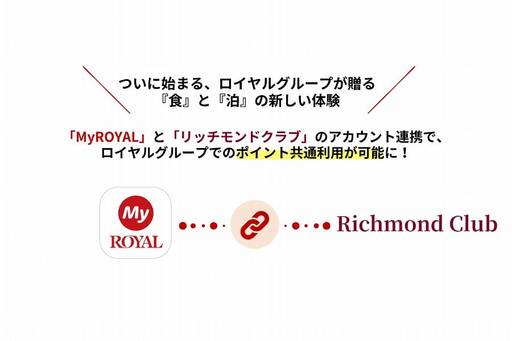 ついに始まる、ロイヤルグループが贈る
『食』と『泊』の新しい体験
「MyROYAL」と「リッチモンドクラブ」のアカウント連携で、
ロイヤルグループでのポイント共通利用が可能に！
My
ROYAL
Richmond Club